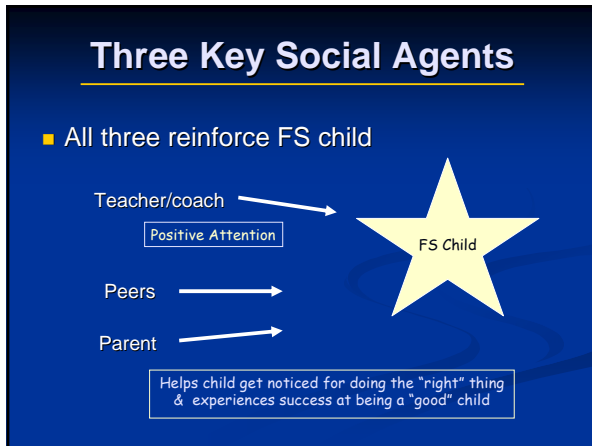 Three Key Social Agents
All three reinforce FS child
Teacher/coach
Positive Attention
FS Child
Peers
Parent
Helps child get noticed for doing the "right" thing
& experiences success at being a "good" child